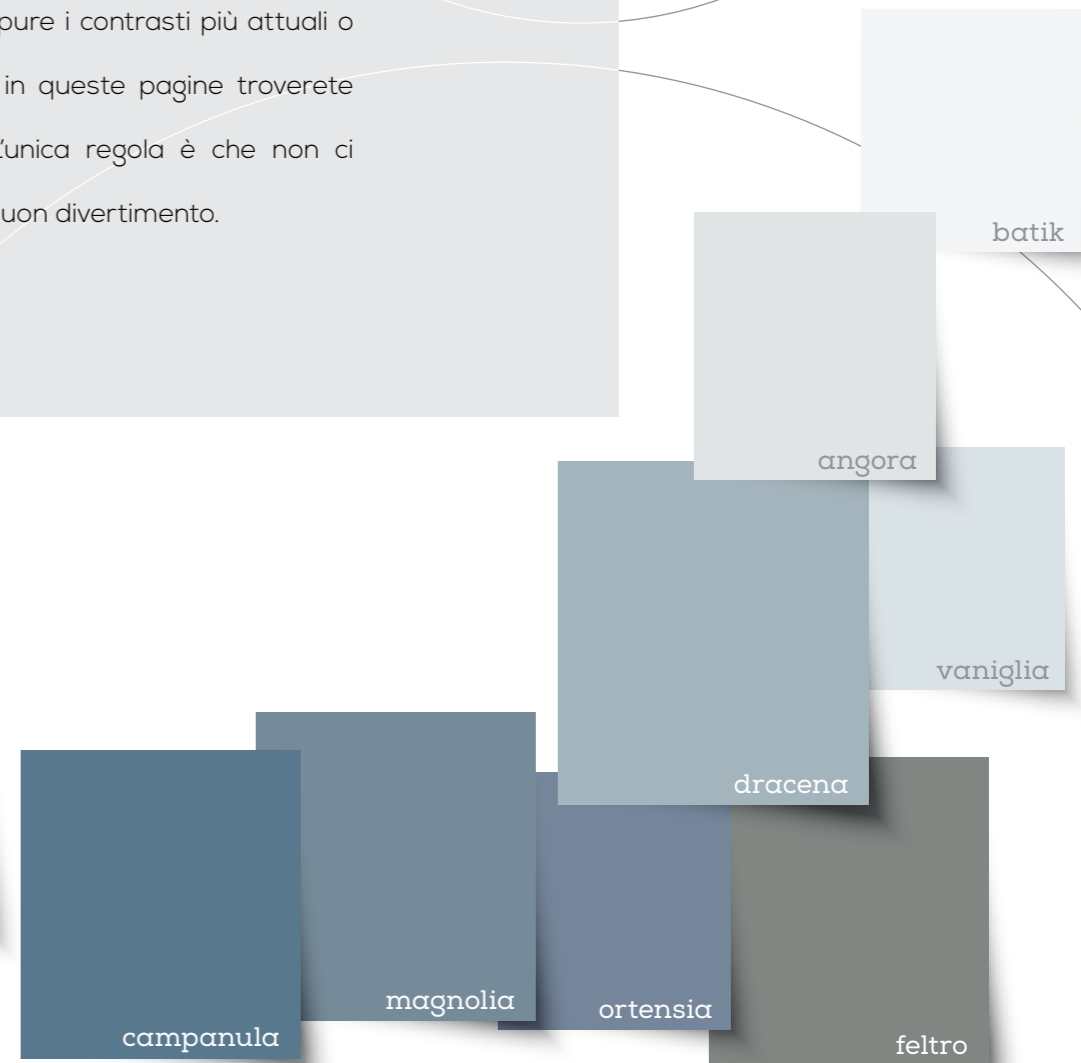 pure i contrasti più attuali o
in queste pagine troverete
'unica regola è che non ci
uon divertimento.
batik
angora
vaniglia
dracena
magnolia
ortensia
campanula
feltro